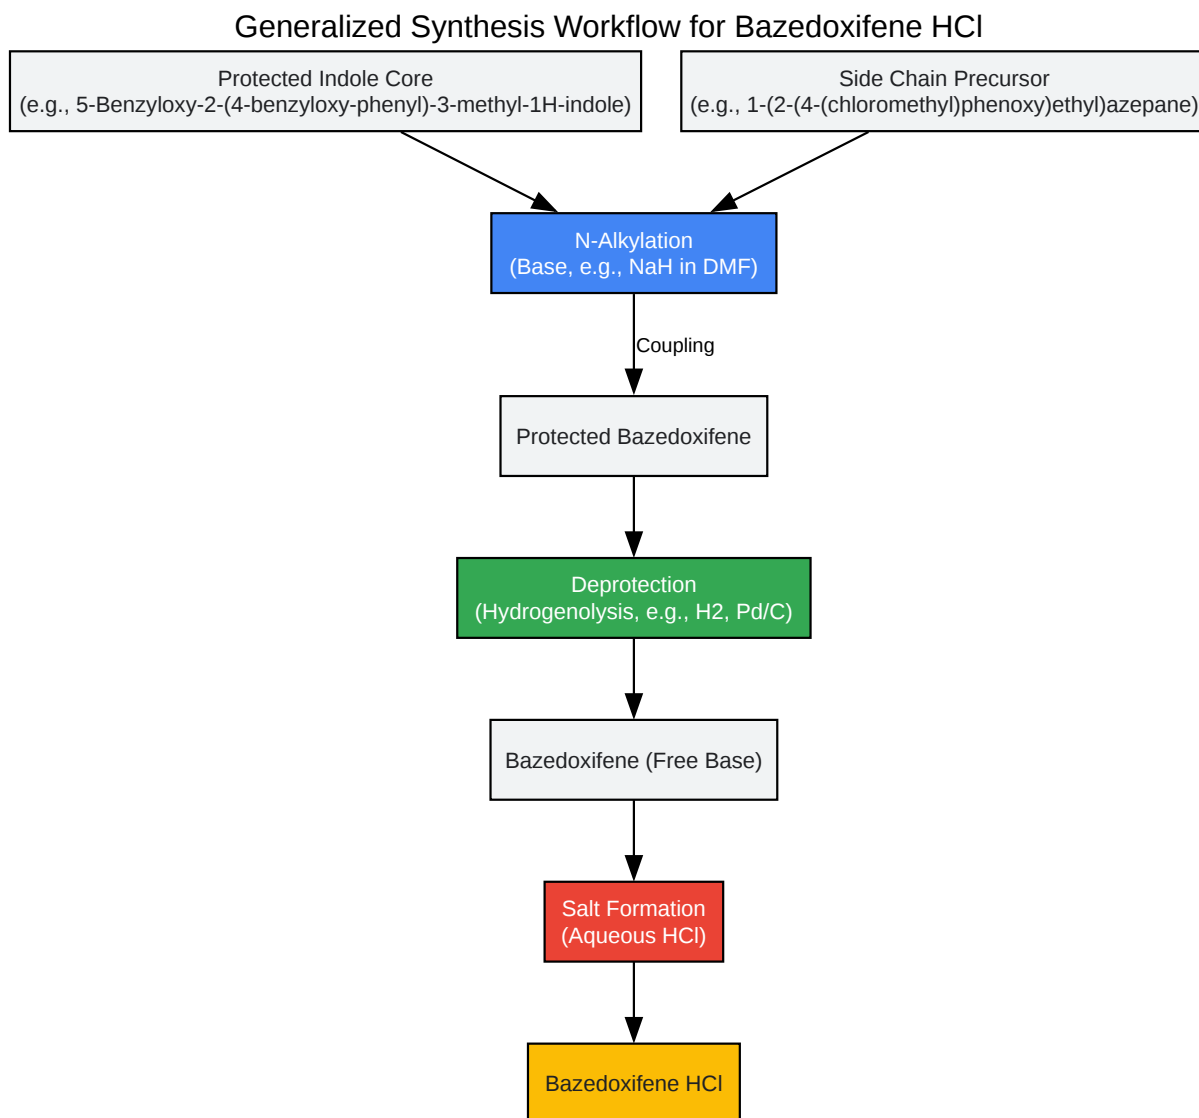 Generalized Synthesis Workflow for Bazedoxifene HCl
Protected Indole Core
(e.g., 5-Benzyloxy-2-(4-benzyloxy-phenyl)-3-methyl-1H-indole)
Side Chain Precursor
(e.g., 1-(2-(4-(chloromethyl)phenoxy)ethyl)azepane)
N-Alkylation
(Base, e.g., NaH in DMF)
Coupling
Protected Bazedoxifene
Deprotection
(Hydrogenolysis, e.g., H2, Pd/C)
Bazedoxifene (Free Base)
Salt Formation
(Aqueous HCl)
Bazedoxifene HCl